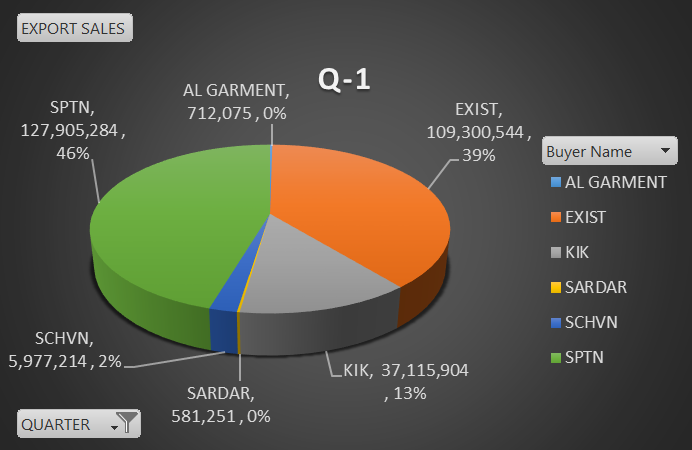 EXPORT SALES
Q-1
AL GARMENT,
712,075 , 0%
SPTN,
127,905,284 ,
46%
EXIST,
109,300,544 ,
39%
Buyer Name
AL GARMENT
EXIST
KIK
SARDAR
SCHVN
SPTN
SCHVN,
5,977,214 , 2%
SARDAR,
581,251 , 0%
KIK, 37,115,904
, 13%
QUARTER